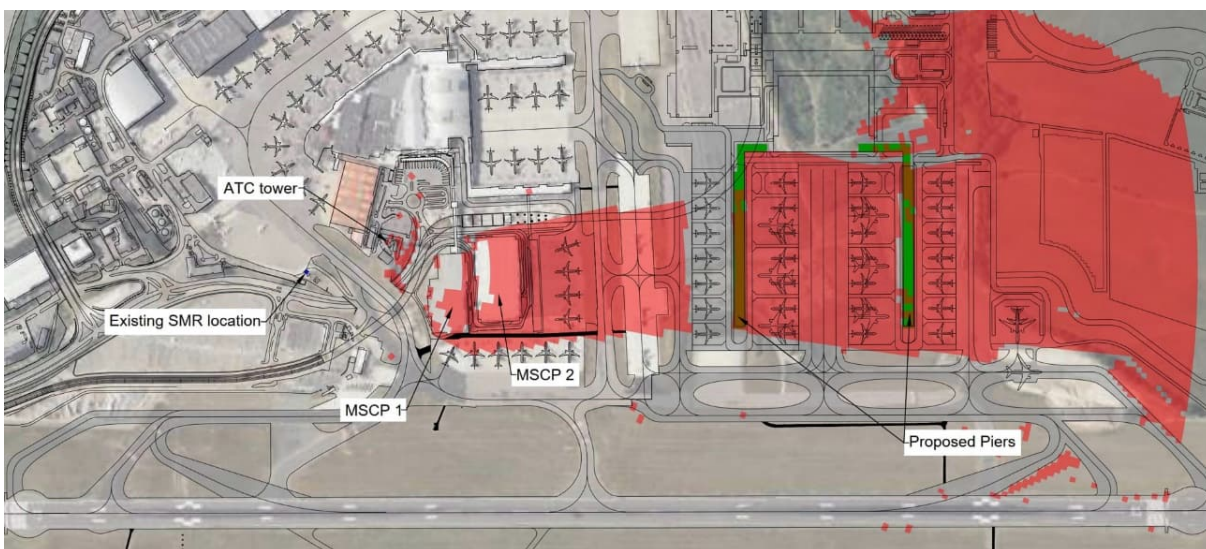 ATC tower
Existing SMR location
MSCP 2
MSCP 1
Proposed Piers